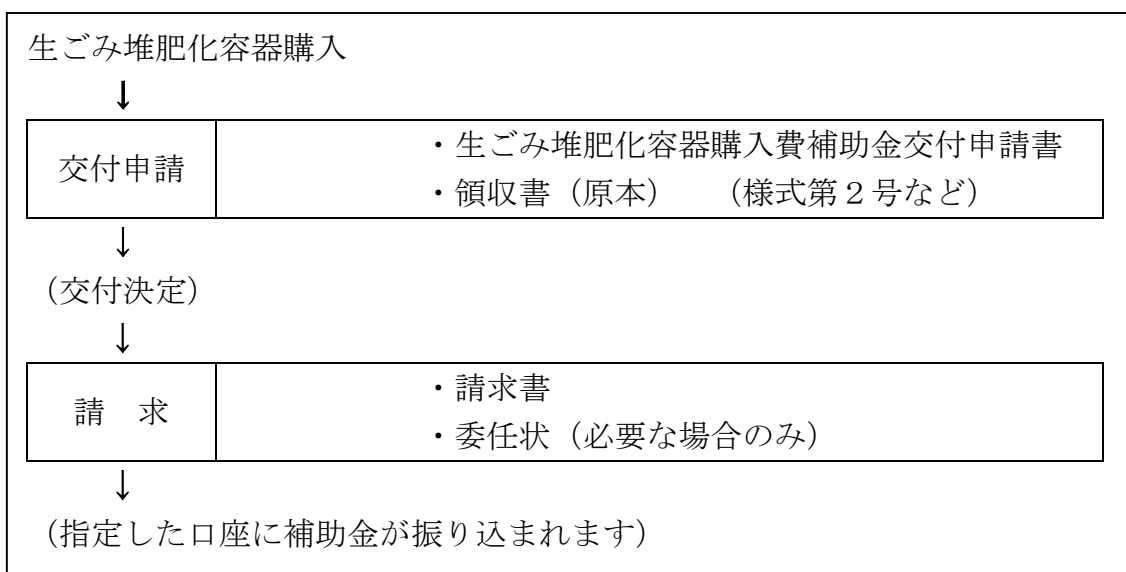 生ごみ堆肥化容器購入
↓
交付申請
・生ごみ堆肥化容器購入費補助金交付申請書
・領収書（原本）　（様式第２号など）
↓
（交付決定）
↓
請　求
・請求書
・委任状（必要な場合のみ）
↓
（指定した口座に補助金が振り込まれます）